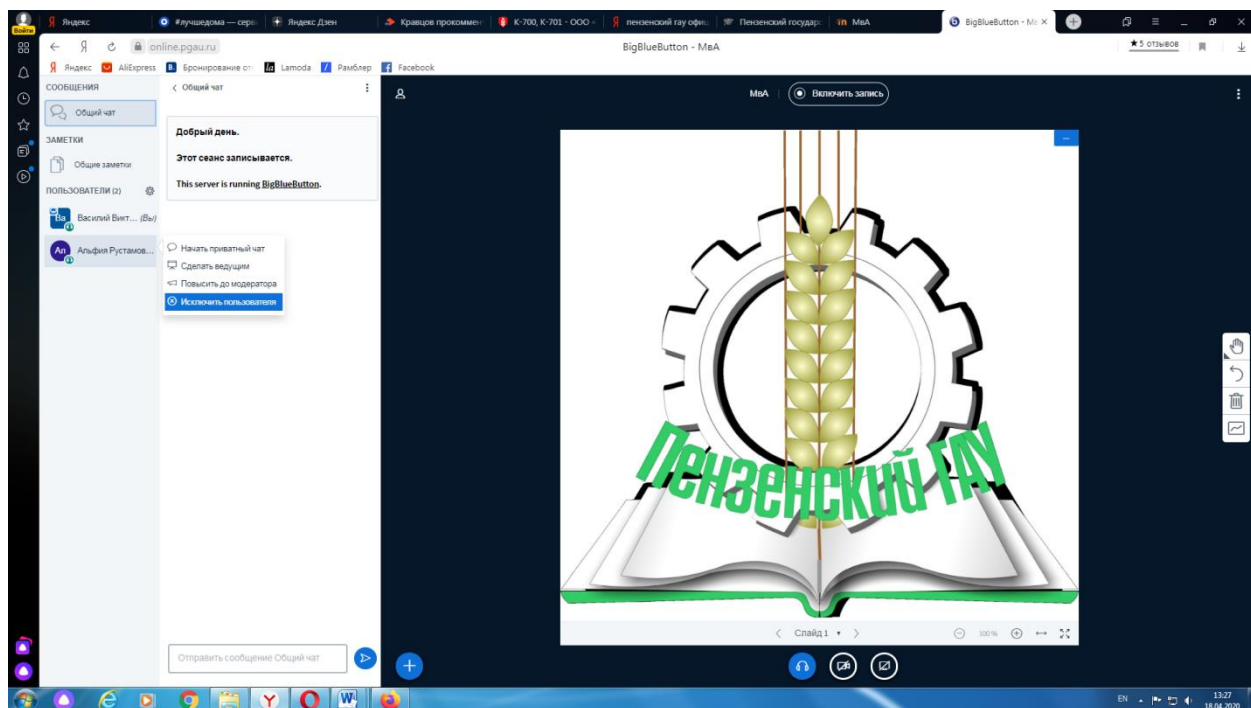 Войти
Яндекс
#лучшедома — серв
Яндекс Дзен
Кравцов прокоммен
К-700, К-701 - ООО «
пензенский гау офиц
Пензенский государс
МвА
BigBlueButton - Мв
online.pgau.ru
BigBlueButton - МвА
5 отзывов
Яндекс
AliExpress
Бронирование от
Lamoda
Рамблер
Facebook
СООБЩЕНИЯ
Общий чат
ЗАМЕТКИ
Общие заметки
ПОЛЬЗОВАТЕЛИ (2)
Ва
Василий Викт... (Вы)
Ал
Альфия Рустамов...
Общий чат
Добрый день.
Этот сеанс записывается.
This server is running BigBlueButton.
Начать приватный чат
Сделать ведущим
Повысить до модератора
Исключить пользователя
Отправить сообщение Общий чат
МвА
Включить запись
Пензенский ГАУ
Слайд 1
100%
EN
13:27
18.04.2020